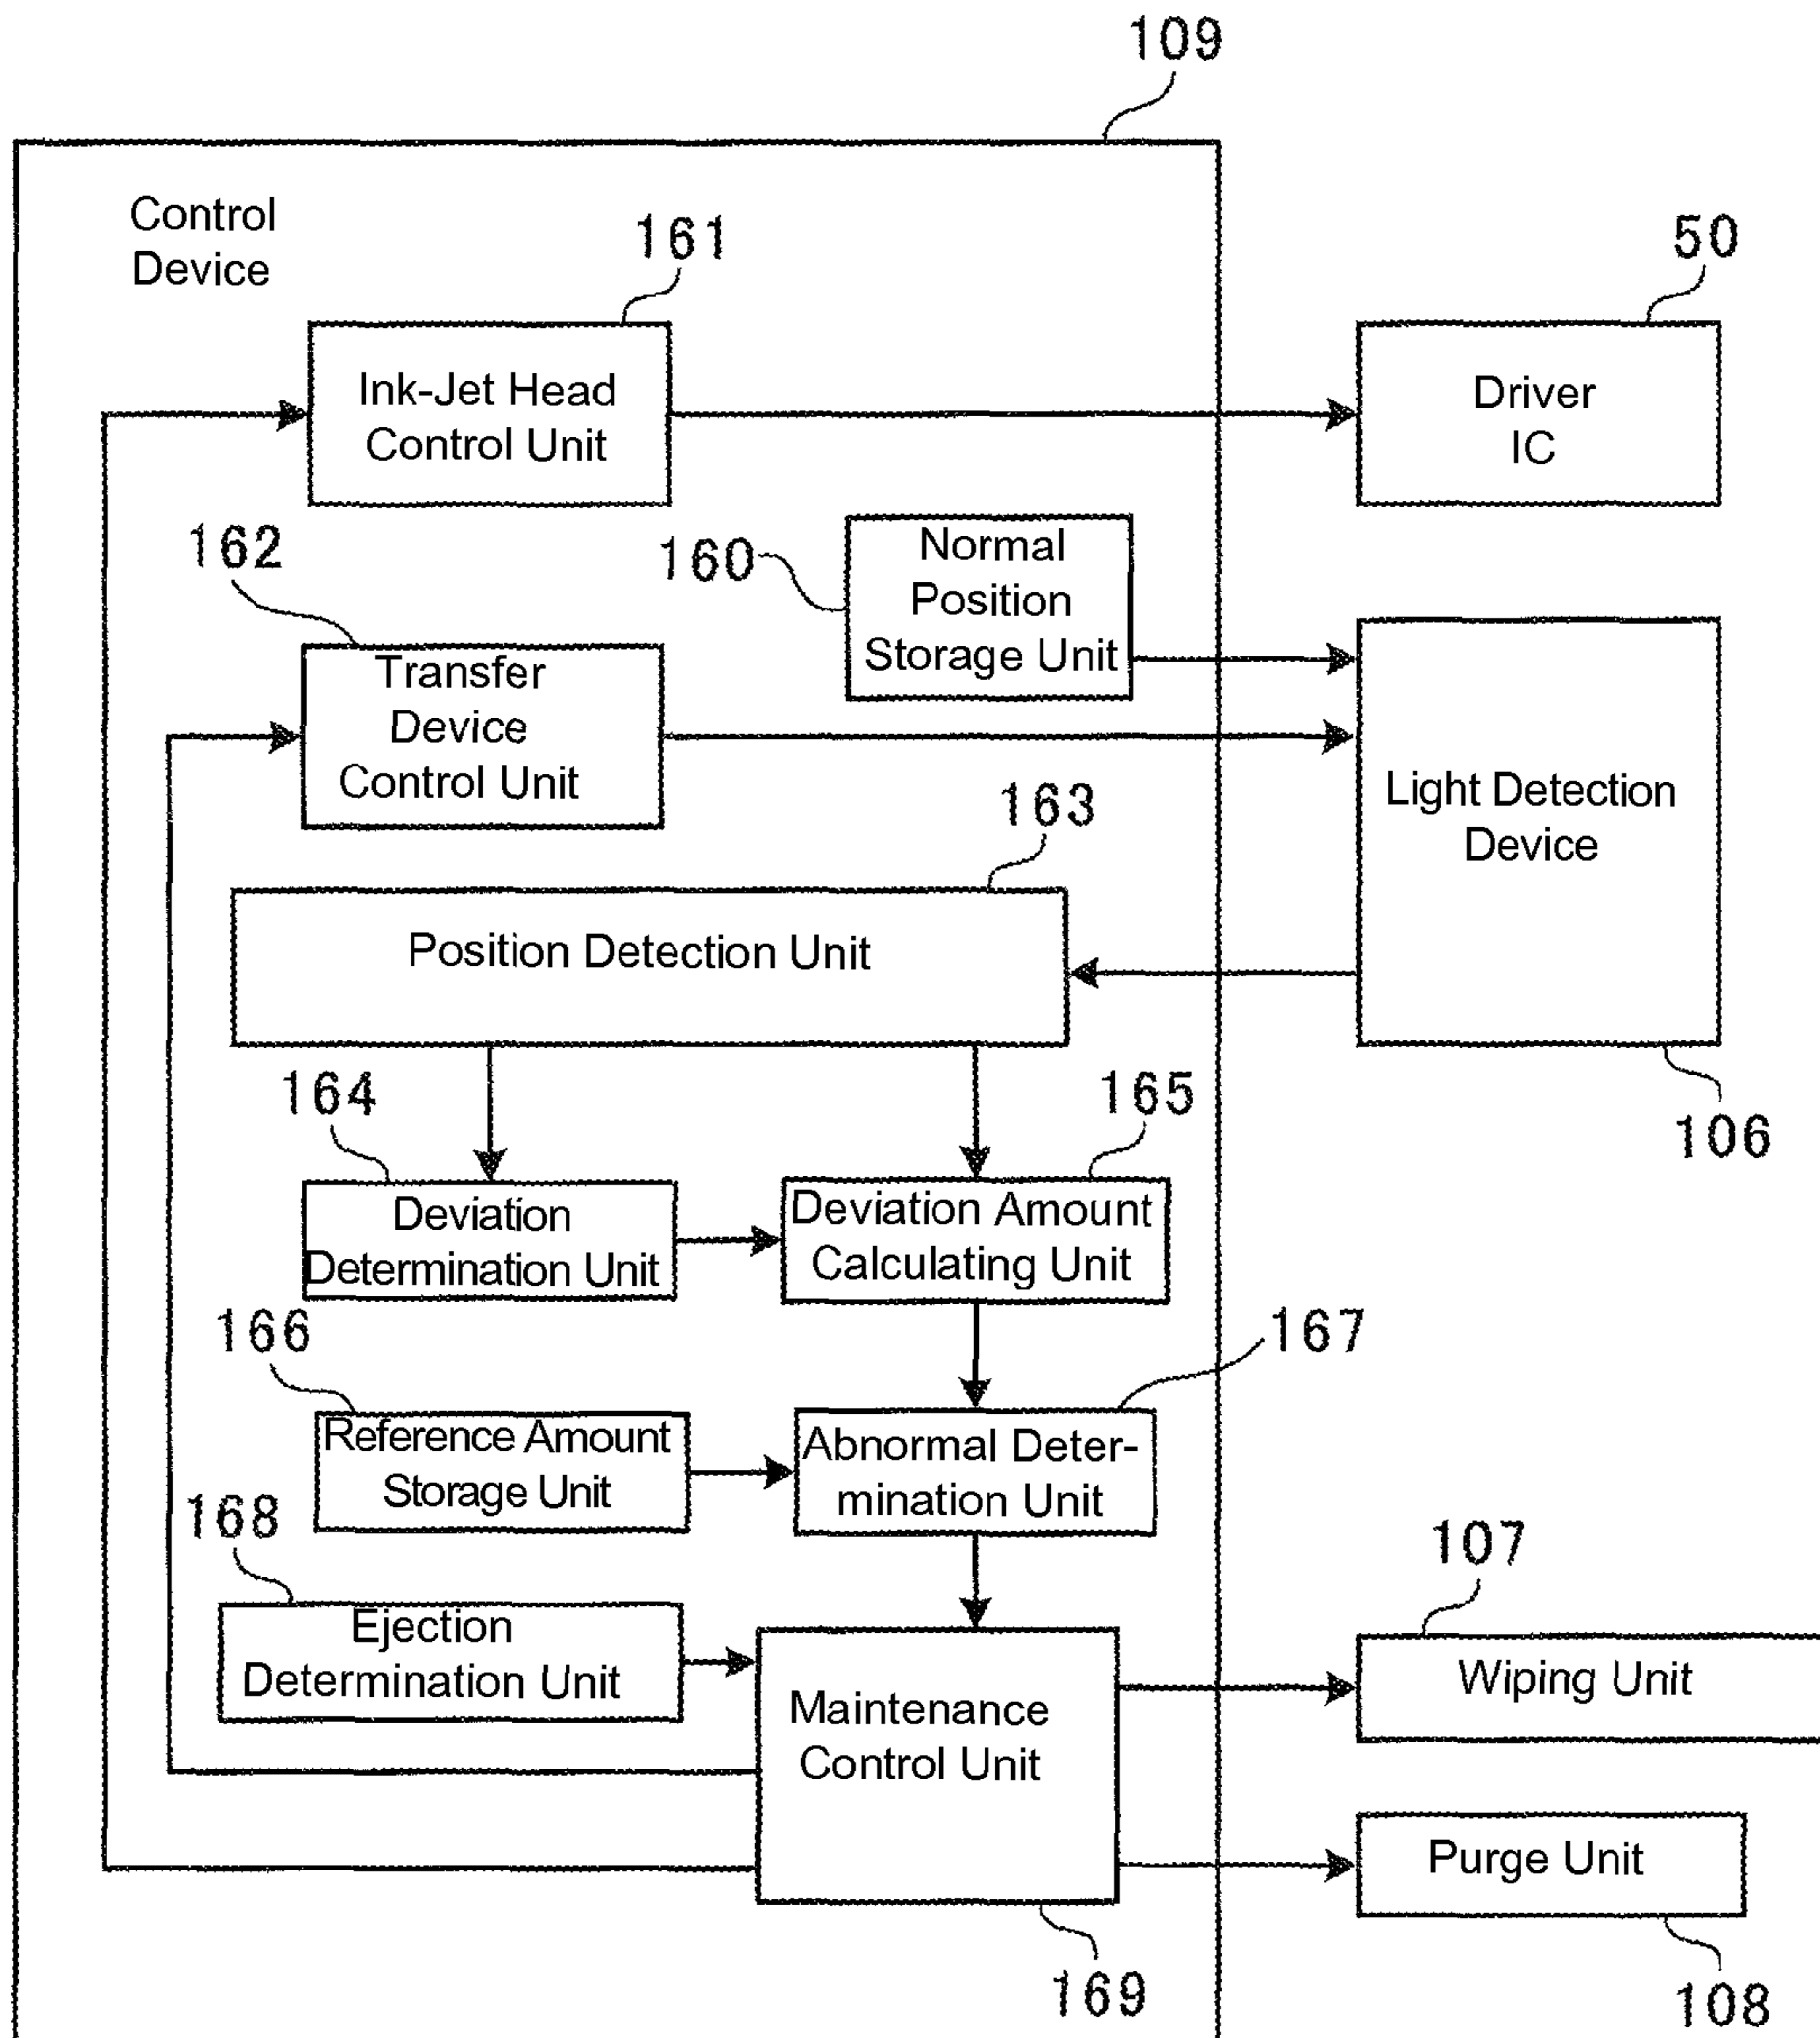 109
Control
Device
161
50
Ink-Jet Head
Control Unit
Driver
IC
162
160
Normal
Position
Storage Unit
Transfer
Device
Control Unit
163
Light Detection
Device
Position Detection Unit
164
165
106
Deviation
Determination Unit
Deviation Amount
Calculating Unit
166
167
Reference Amount
Storage Unit
Abnormal Deter-
mination Unit
168
107
Ejection
Determination Unit
Wiping Unit
Maintenance
Control Unit
Purge Unit
169
108